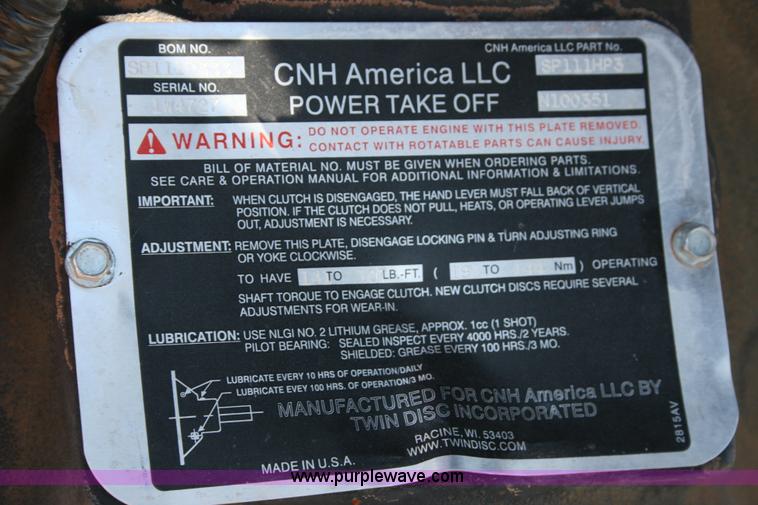 BOM NO.
CNH America LLC PART No.
CNH America LLC
SP111HP3
SERIAL NO.
POWER TAKE OFF
N100351
WARNING: DO NOT OPERATE ENGINE WITH THIS PLATE REMOVED.
CONTACT WITH ROTATABLE PARTS CAN CAUSE INJURY.
BILL OF MATERIAL NO. MUST BE GIVEN WHEN ORDERING PARTS.
SEE CARE & OPERATION MANUAL FOR ADDITIONAL INFORMATION & LIMITATIONS.
IMPORTANT: WHEN CLUTCH IS DISENGAGED, THE HAND LEVER MUST FALL BACK OF VERTICAL
POSITION. IF THE CLUTCH DOES NOT PULL, HEATS, OR OPERATING LEVER JUMPS
OUT, ADJUSTMENT IS NECESSARY.
ADJUSTMENT: REMOVE THIS PLATE, DISENGAGE LOCKING PIN & TURN ADJUSTING RING
OR YOKE CLOCKWISE.
TO HAVE TO LB.-FT. ( TO Nm) OPERATING
SHAFT TORQUE TO ENGAGE CLUTCH. NEW CLUTCH DISCS REQUIRE SEVERAL
ADJUSTMENTS FOR WEAR-IN.
LUBRICATION: USE NLGI NO. 2 LITHIUM GREASE, APPROX. 1cc (1 SHOT)
PILOT BEARING: SEALED INSPECT EVERY 4000 HRS./2 YEARS.
SHIELDED: GREASE EVERY 100 HRS./3 MO.
LUBRICATE EVERY 10 HRS OF OPERATION/DAILY
LUBRICATE EVEY 100 HRS. OF OPERATION/3 MO.
MANUFACTURED FOR CNH America LLC BY
TWIN DISC INCORPORATED
RACINE, WI. 53403
WWW.TWINDISC.COM
MADE IN U.S.A.
2815AV
www.purplewave.com